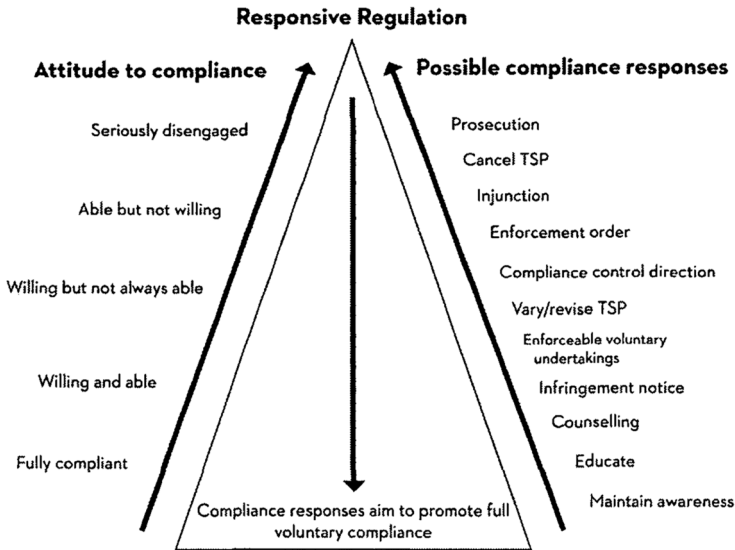 Responsive Regulation
Attitude to compliance
Seriously disengaged
Able but not willing
Willing but not always able
Willing and able
Fully compliant
Possible compliance responses
Prosecution
Cancel TSP
Injunction
Enforcement order
Compliance control direction
Vary/revise TSP
Enforceable voluntary
undertakings
Infringement notice
Counselling
Educate
Maintain awareness
Compliance responses aim to promote full
voluntary compliance